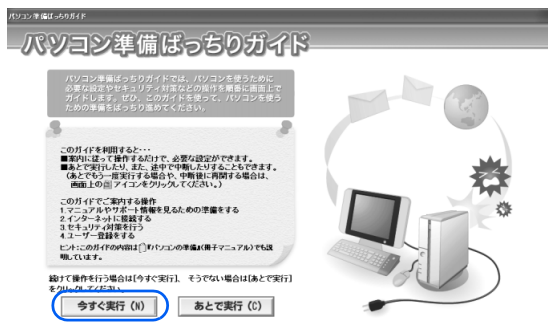 パソコン準備ばっちりガイド
パソコン準備ばっちりガイド
パソコン準備ばっちりガイドでは、パソコンを使うために
必要な設定やセキュリティ対策などの操作を順番に画面上で
ガイドします。ぜひ、このガイドを使って、パソコンを使う
ための準備をばっちり進めてください。
このガイドを利用すると・・・
■案内に従って操作するだけで、必要な設定ができます。
■あとで実行したり、また、途中で中断したりすることもできます。
(あとでもう一度実行する場合や、中断後に再開する場合は、
画面上の アイコンをクリックしてください。)
このガイドでご案内する操作
1.マニュアルやサポート情報を見るための準備をする
2.インターネットに接続する
3.セキュリティ対策を行う
4.ユーザー登録をする
ヒント:このガイドの内容は『パソコンの準備』(冊子マニュアル)でも説
明しています。
続けて操作を行う場合は[今すぐ実行]、そうでない場合は[あとで実行]
をクリックしてください。
今すぐ実行 (N) あとで実行 (C)